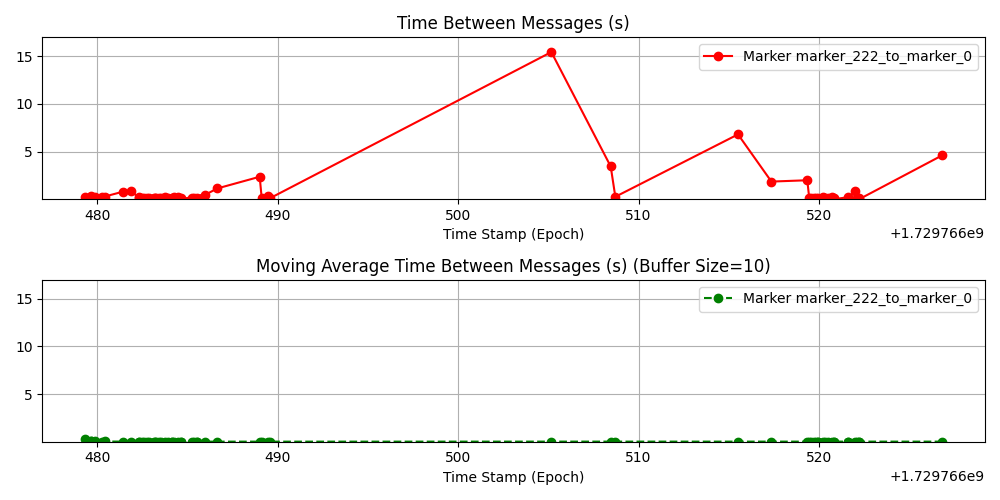 Time Between Messages (s)
15
10
5
Marker marker_222_to_marker_0
480 490 500 510 520
Time Stamp (Epoch)
+1.729766e9
Moving Average Time Between Messages (s) (Buffer Size=10)
15
10
5
Marker marker_222_to_marker_0
480 490 500 510 520
Time Stamp (Epoch)
+1.729766e9